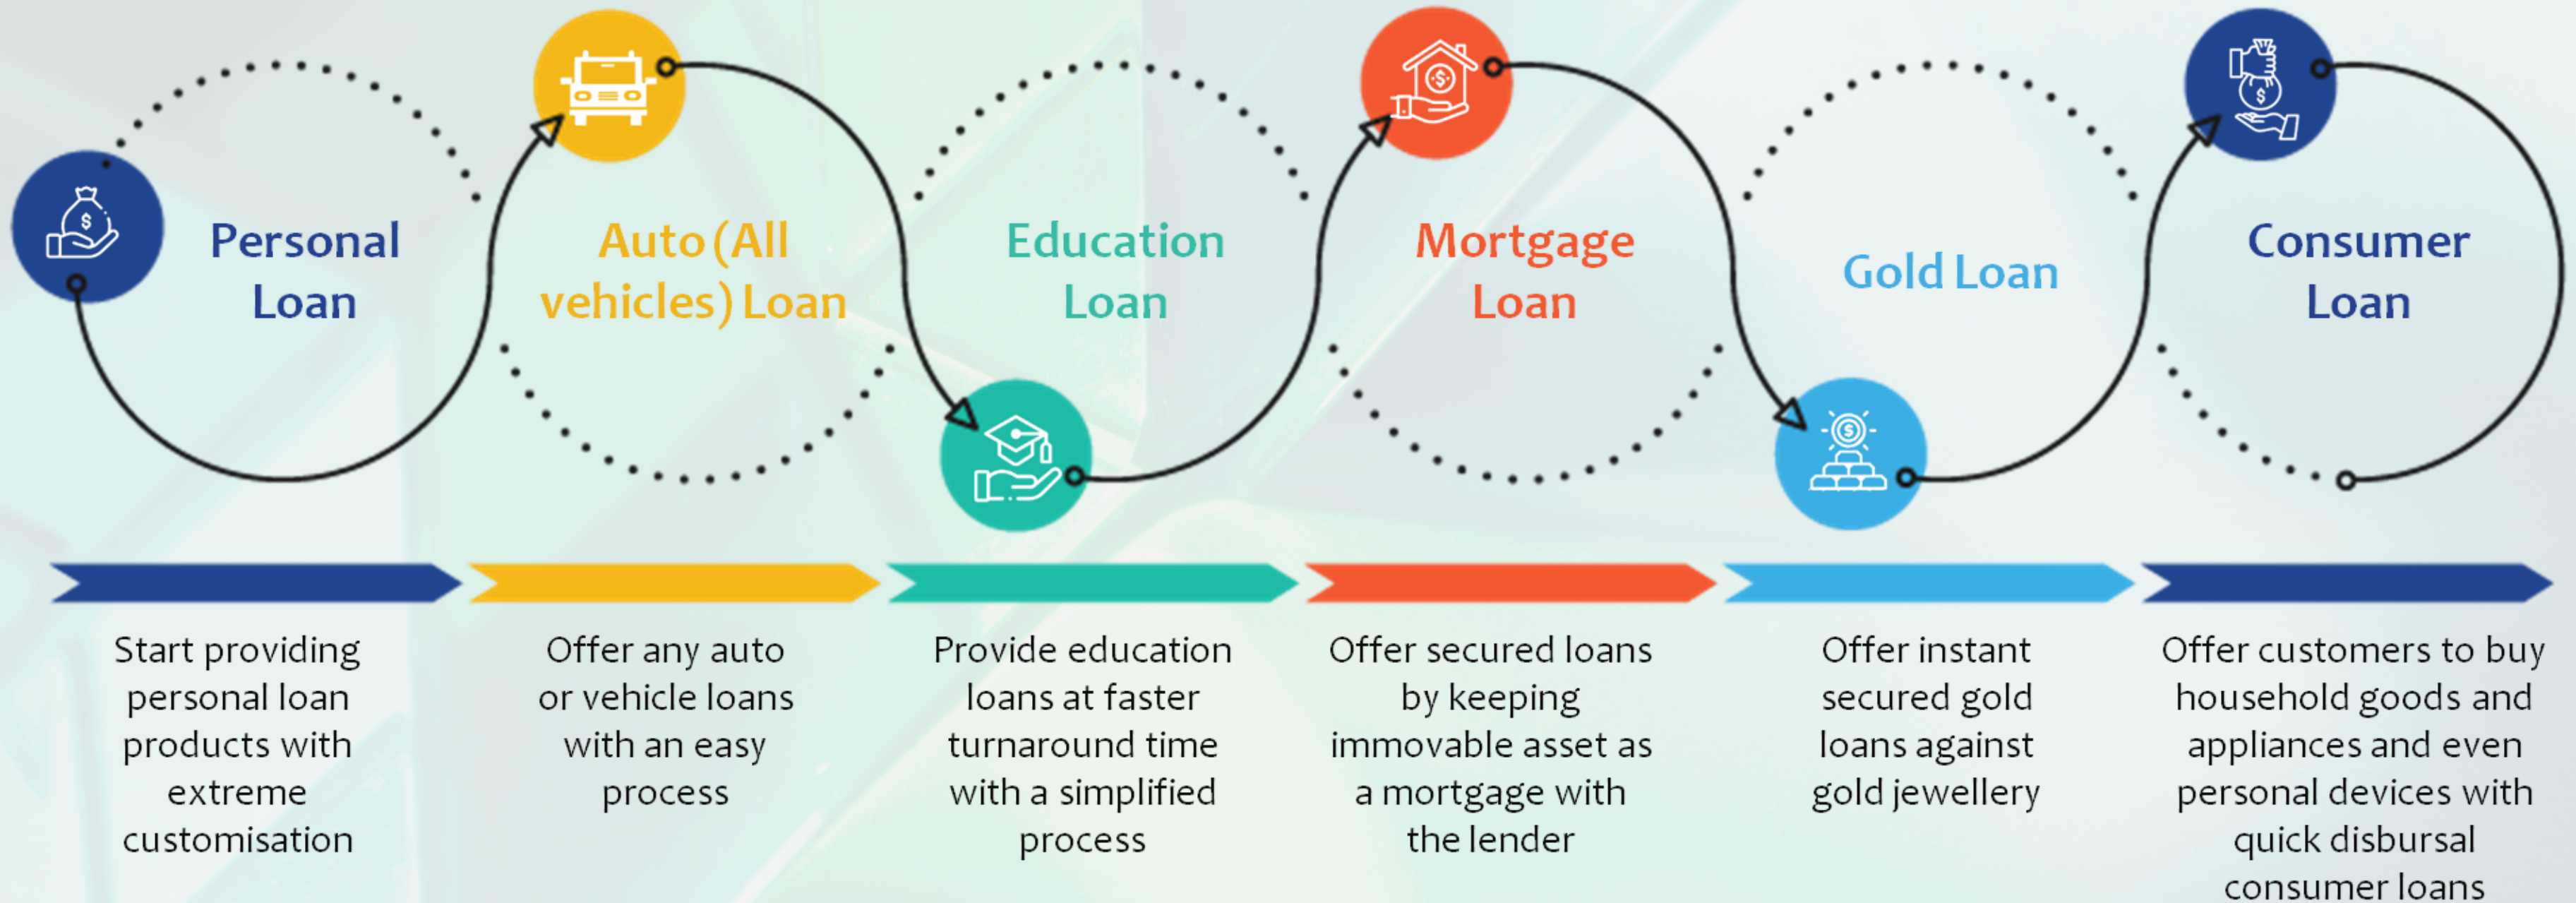 Personal
Loan
Auto (All
vehicles) Loan
Education
Loan
Mortgage
Loan
Gold Loan
Consumer
Loan
Start providing
personal loan
products with
extreme
customisation
Offer any auto
or vehicle loans
with an easy
process
Provide education
loans at faster
turnaround time
with a simplified
process
Offer secured loans
by keeping
immovable asset as
a mortgage with
the lender
Offer instant
secured gold
loans against
gold jewellery
Offer customers to buy
household goods and
appliances and even
personal devices with
quick disbursal
consumer loans